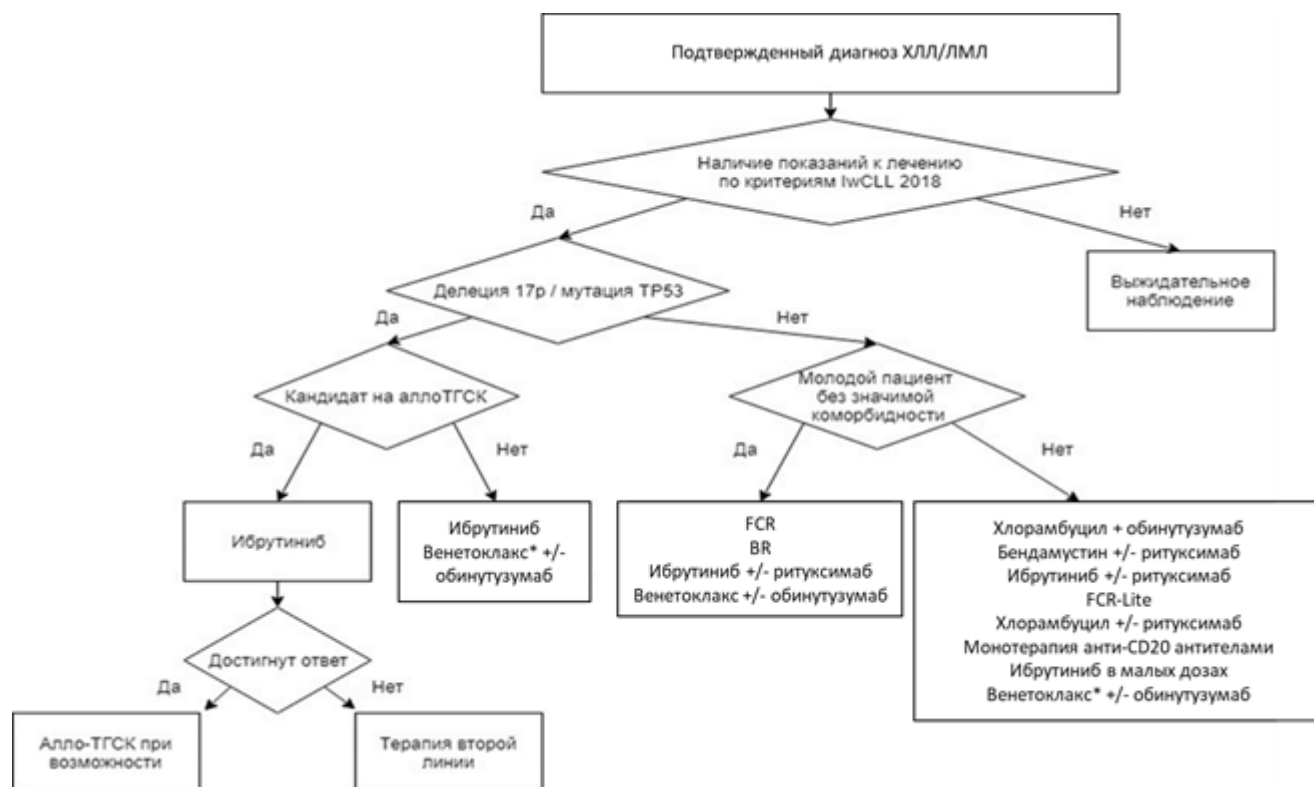 Подтвержденный диагноз ХЛЛ/ЛМЛ
Наличие показаний к лечению
по критериям IwCLL 2018
Да
Нет
Делеция 17p / мутация TP53
Выжидательное
наблюдение
Да
Нет
Кандидат на аллоТГСК
Молодой пациент
без значимой
коморбидности
Да
Нет
Да
Нет
Ибрутиниб
Ибрутиниб
Венетоклакс* +/-
обинутузумаб
FCR
BR
Ибрутиниб +/- ритуксимаб
Венетоклакс +/- обинутузумаб
Хлорамбуцил + обинутузумаб
Бендамустин +/- ритуксимаб
Ибрутиниб +/- ритуксимаб
FCR-Lite
Хлорамбуцил +/- ритуксимаб
Монотерапия анти-CD20 антителами
Ибрутиниб в малых дозах
Венетоклакс* +/- обинутузумаб
Достигнут ответ
Да
Нет
Алло-ТГСК при
возможности
Терапия второй
линии